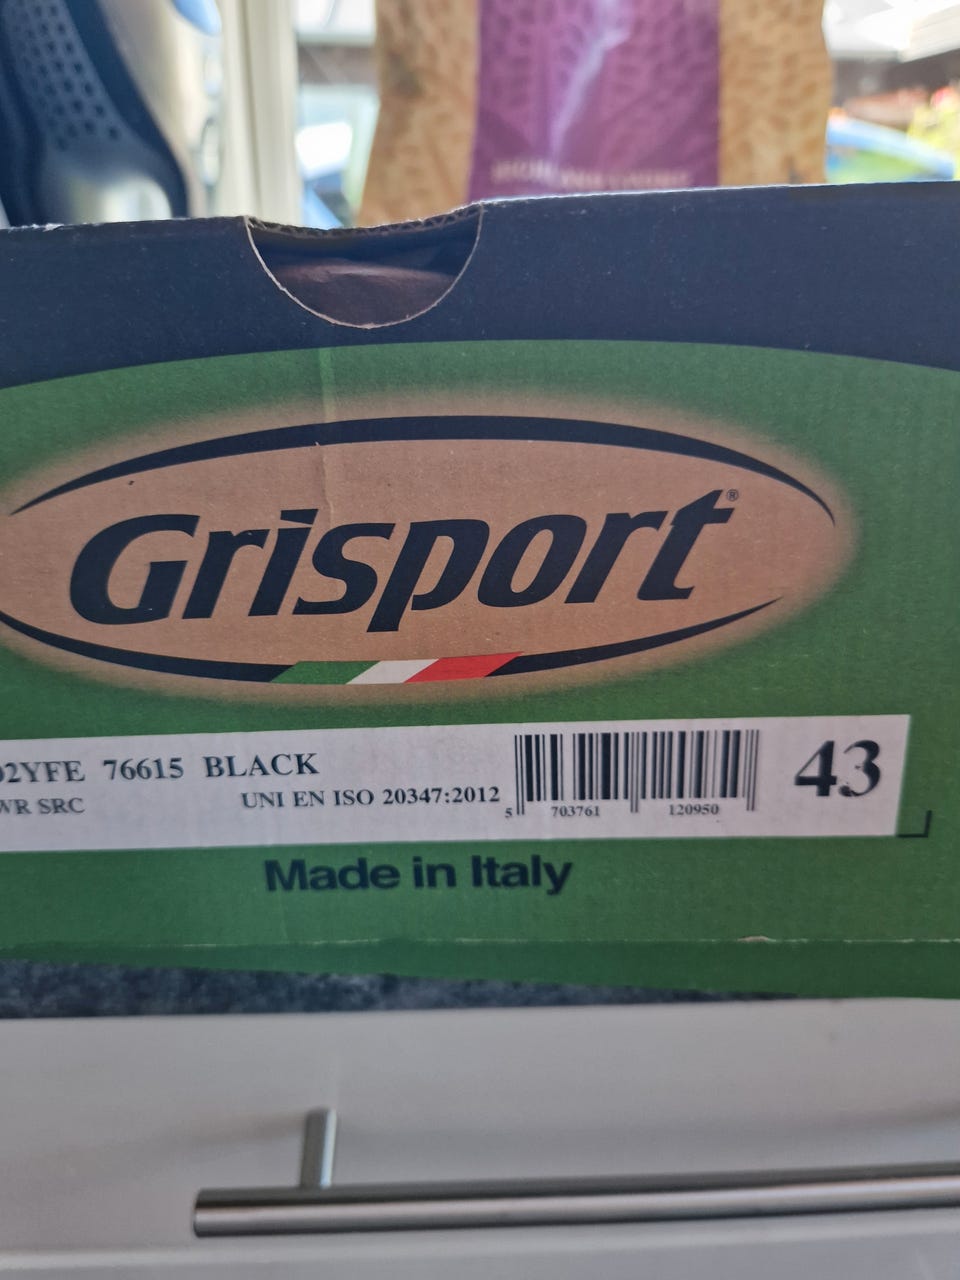 Grisport®
2YFE 76615 BLACK
WR SRC UNI EN ISO 20347:2012
5 703761 120950
43
Made in Italy